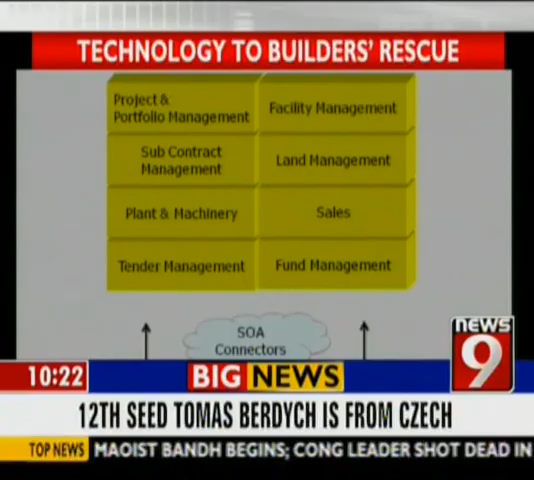 TECHNOLOGY TO BUILDERS' RESCUE
Project &
Portfolio Management
Facility Management
Sub Contract
Management
Land Management
Plant & Machinery
Sales
Tender Management
Fund Management
SOA
Connectors
news
9
10:22
BIG NEWS
12TH SEED TOMAS BERDYCH IS FROM CZECH
TOP NEWS
MAOIST BANDH BEGINS; CONG LEADER SHOT DEAD IN